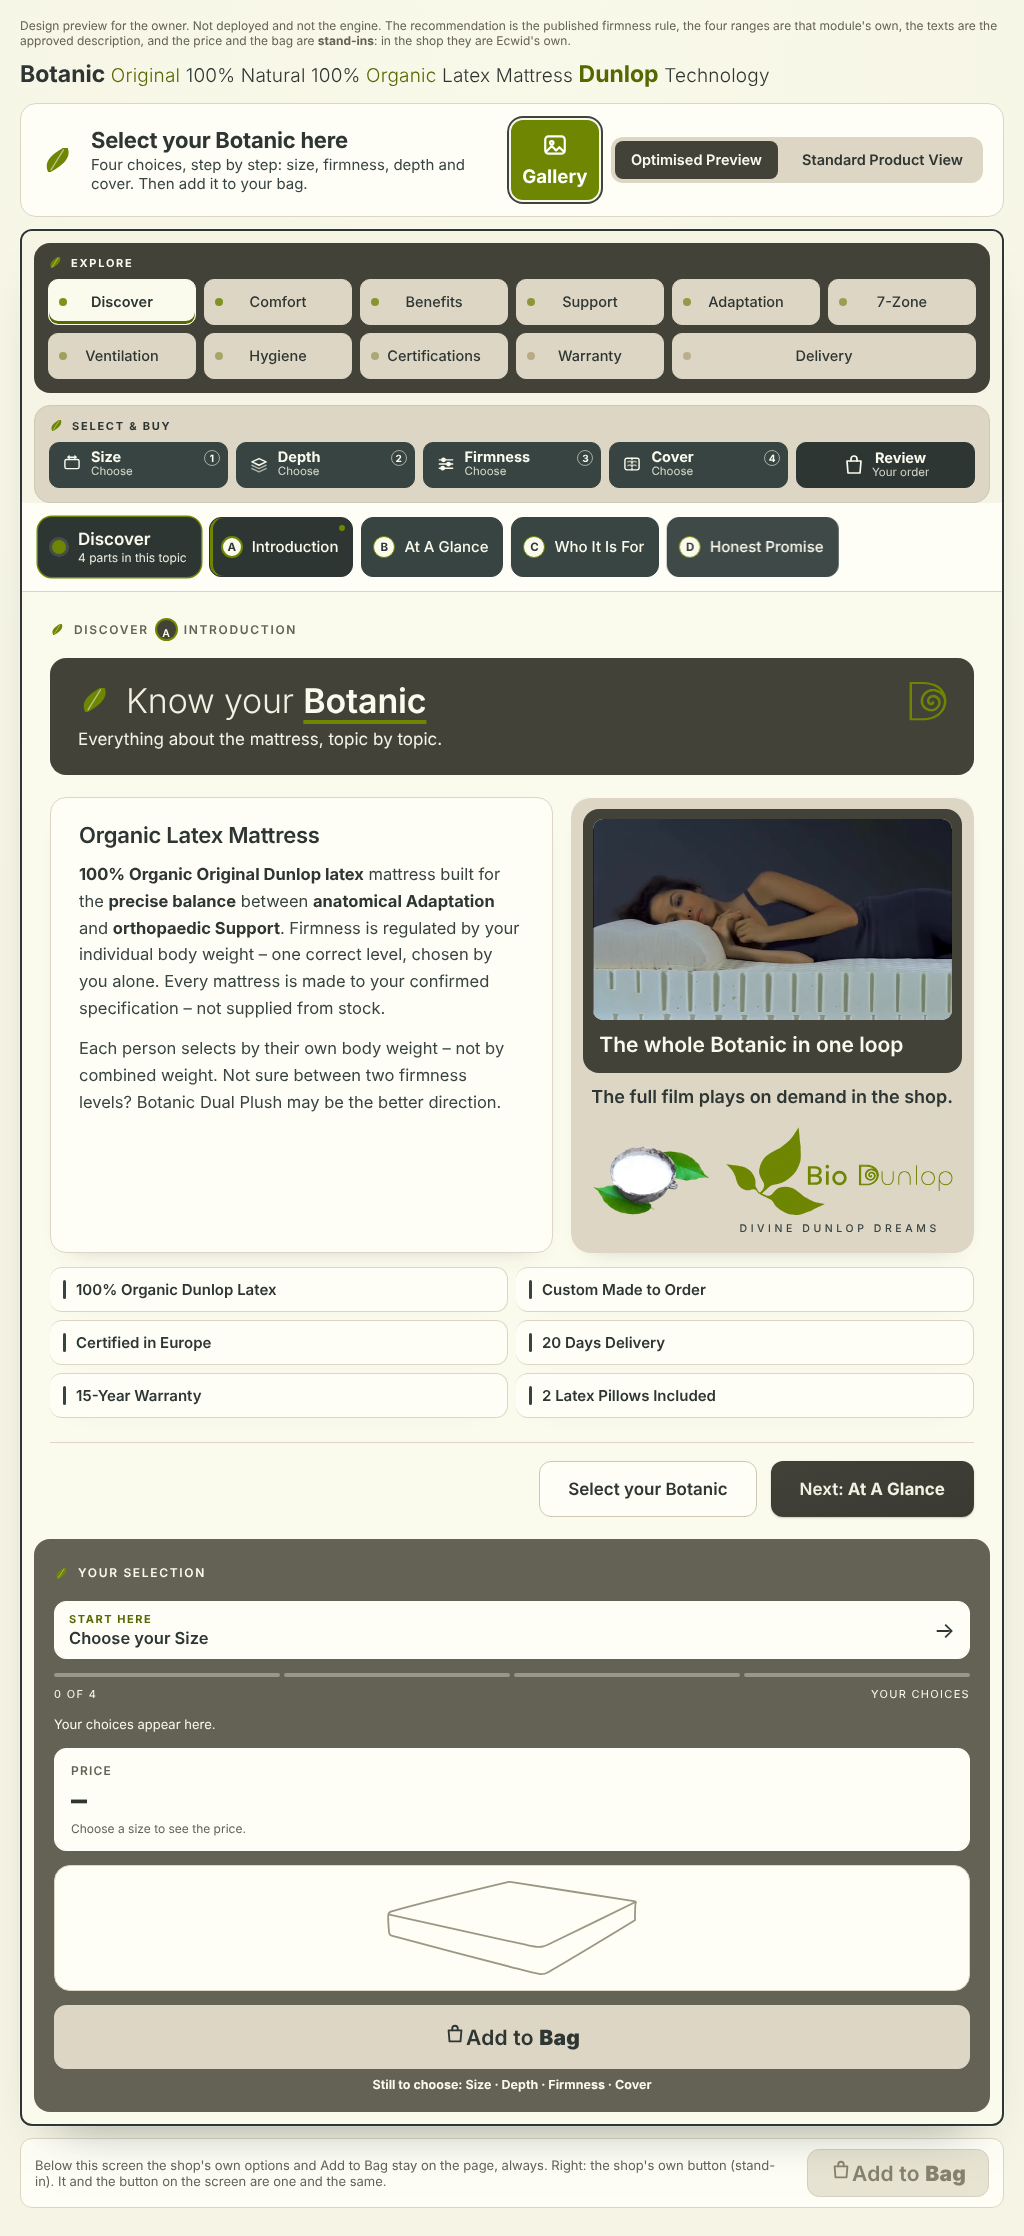 Design preview for the owner. Not deployed and not the engine. The recommendation is the published firmness rule, the four ranges are that module's own, the texts are the
approved description, and the price and the bag are stand-ins: in the shop they are Ecwid's own.
Botanic Original 100% Natural 100% Organic Latex Mattress Dunlop Technology
Select your Botanic here
Four choices, step by step: size, firmness, depth and
cover. Then add it to your bag.
Gallery
Optimised Preview
Standard Product View
EXPLORE
Discover
Comfort
Benefits
Support
Adaptation
7-Zone
Ventilation
Hygiene
Certifications
Warranty
Delivery
SELECT & BUY
Size
Choose
1
Depth
Choose
2
Firmness
Choose
3
Cover
Choose
4
Review
Your order
Discover
4 parts in this topic
A Introduction
B At A Glance
C Who It Is For
D Honest Promise
DISCOVER A INTRODUCTION
Know your Botanic
Everything about the mattress, topic by topic.
Organic Latex Mattress
100% Organic Original Dunlop latex mattress built for
the precise balance between anatomical Adaptation
and orthopaedic Support. Firmness is regulated by your
individual body weight – one correct level, chosen by
you alone. Every mattress is made to your confirmed
specification – not supplied from stock.
Each person selects by their own body weight – not by
combined weight. Not sure between two firmness
levels? Botanic Dual Plush may be the better direction.
The whole Botanic in one loop
The full film plays on demand in the shop.
Bio Dunlop
DIVINE DUNLOP DREAMS
100% Organic Dunlop Latex
Custom Made to Order
Certified in Europe
20 Days Delivery
15-Year Warranty
2 Latex Pillows Included
Select your Botanic
Next: At A Glance
YOUR SELECTION
START HERE
Choose your Size
0 OF 4
YOUR CHOICES
Your choices appear here.
PRICE
–
Choose a size to see the price.
Add to Bag
Still to choose: Size · Depth · Firmness · Cover
Below this screen the shop's own options and Add to Bag stay on the page, always. Right: the shop's own button (stand-
in). It and the button on the screen are one and the same.
Add to Bag